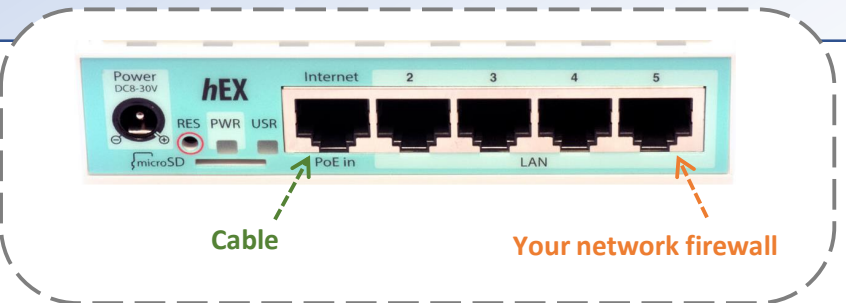 Power
DC8-30V
hEX
RES PWR USR
microSD
Internet 2 3 4 5
PoE in LAN
Cable
Your network firewall